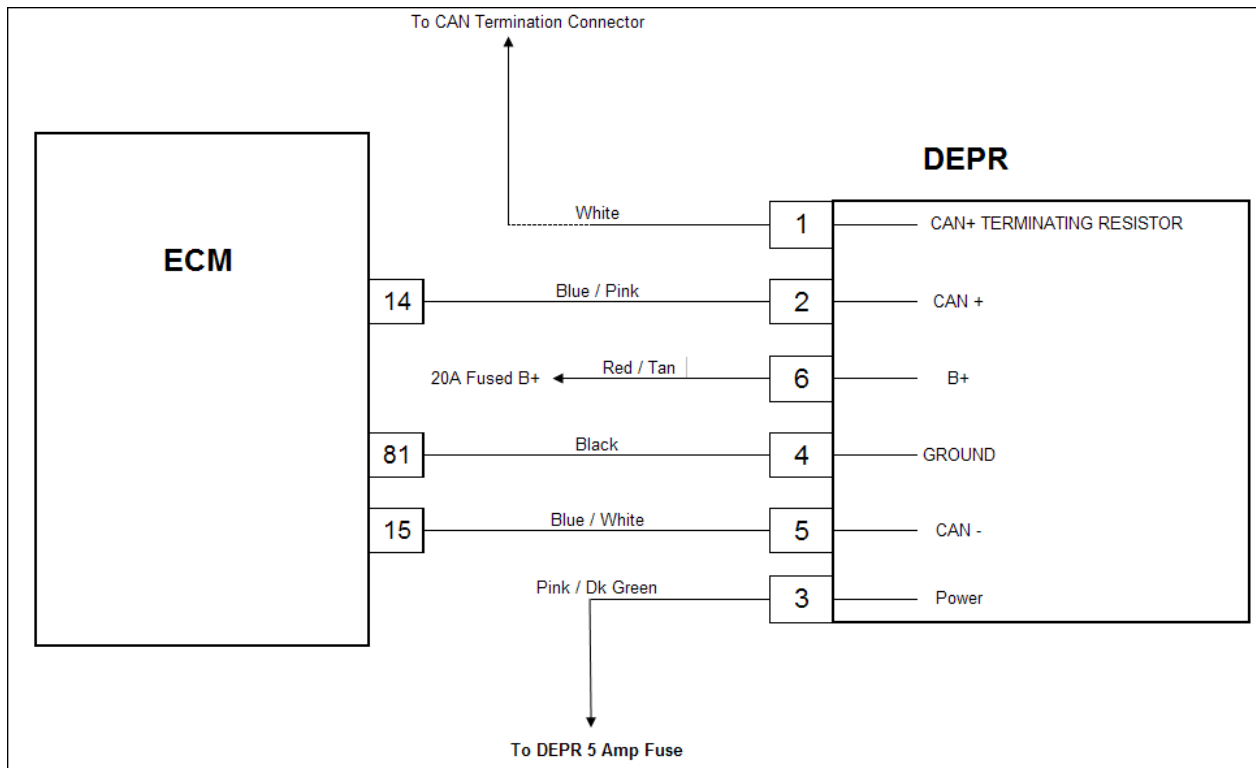 To CAN Termination Connector
DEPR
White
1
CAN+ TERMINATING RESISTOR
ECM
14
Blue / Pink
2
CAN +
20A Fused B+
Red / Tan
6
B+
81
Black
4
GROUND
15
Blue / White
5
CAN -
Pink / Dk Green
3
Power
To DEPR 5 Amp Fuse